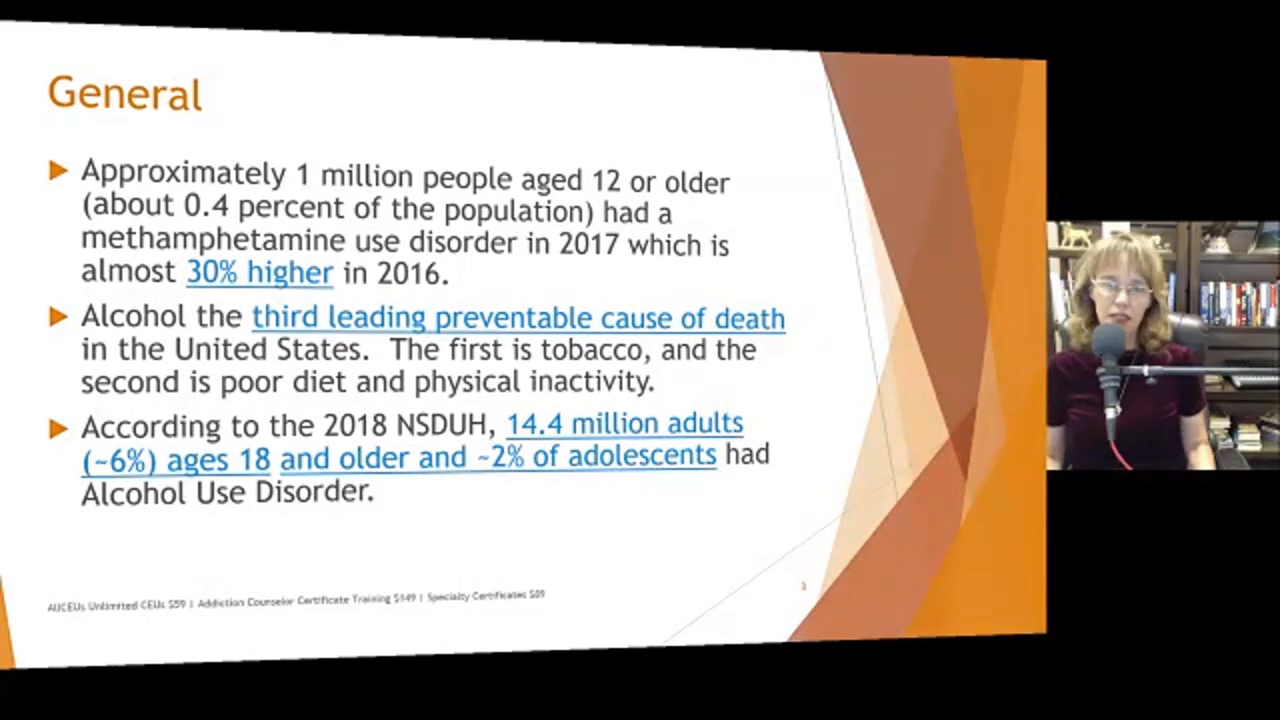 General
Approximately 1 million people aged 12 or older
(about 0.4 percent of the population) had a
methamphetamine use disorder in 2017 which is
almost 30% higher in 2016.
Alcohol the third leading preventable cause of death
in the United States. The first is tobacco, and the
second is poor diet and physical inactivity.
According to the 2018 NSDUH, 14.4 million adults
(~6%) ages 18 and older and ~2% of adolescents had
Alcohol Use Disorder.
AllCEUs Unlimited CEUs $59 | Addiction Counselor Certificate Training $149 | Specialty Certificates $89
3